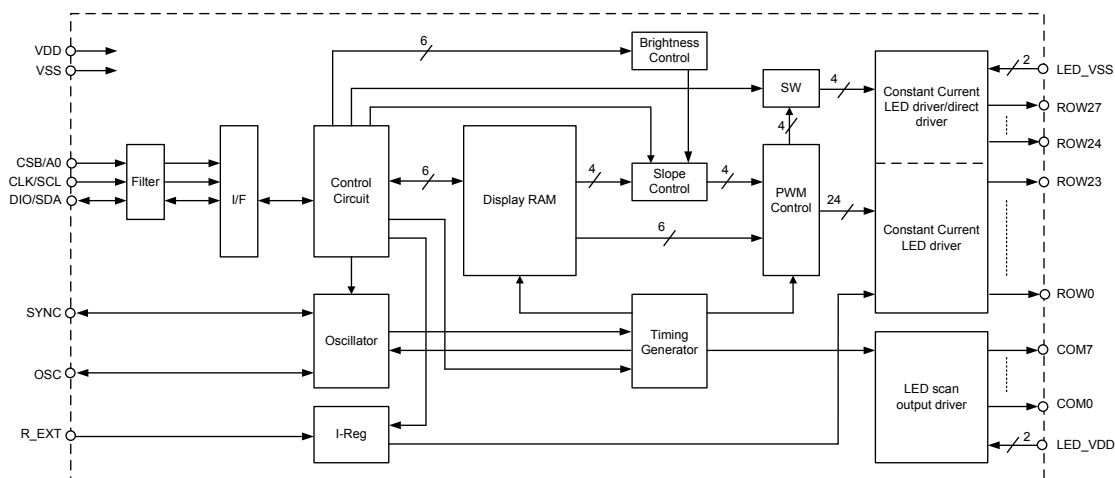 VDD
VSS
CSB/A0
CLK/SCL
DIO/SDA
SYNC
OSC
R_EXT
Filter
I/F
Control
Circuit
Oscillator
I-Reg
6
6
Display RAM
4
6
Brightness
Control
Slope
Control
4
Timing
Generator
SW
4
4
PWM
Control
24
Constant Current
LED driver/direct
driver
Constant Current
LED driver
LED scan
output driver
2
LED_VSS
ROW27
ROW24
ROW23
ROW0
COM7
COM0
2
LED_VDD